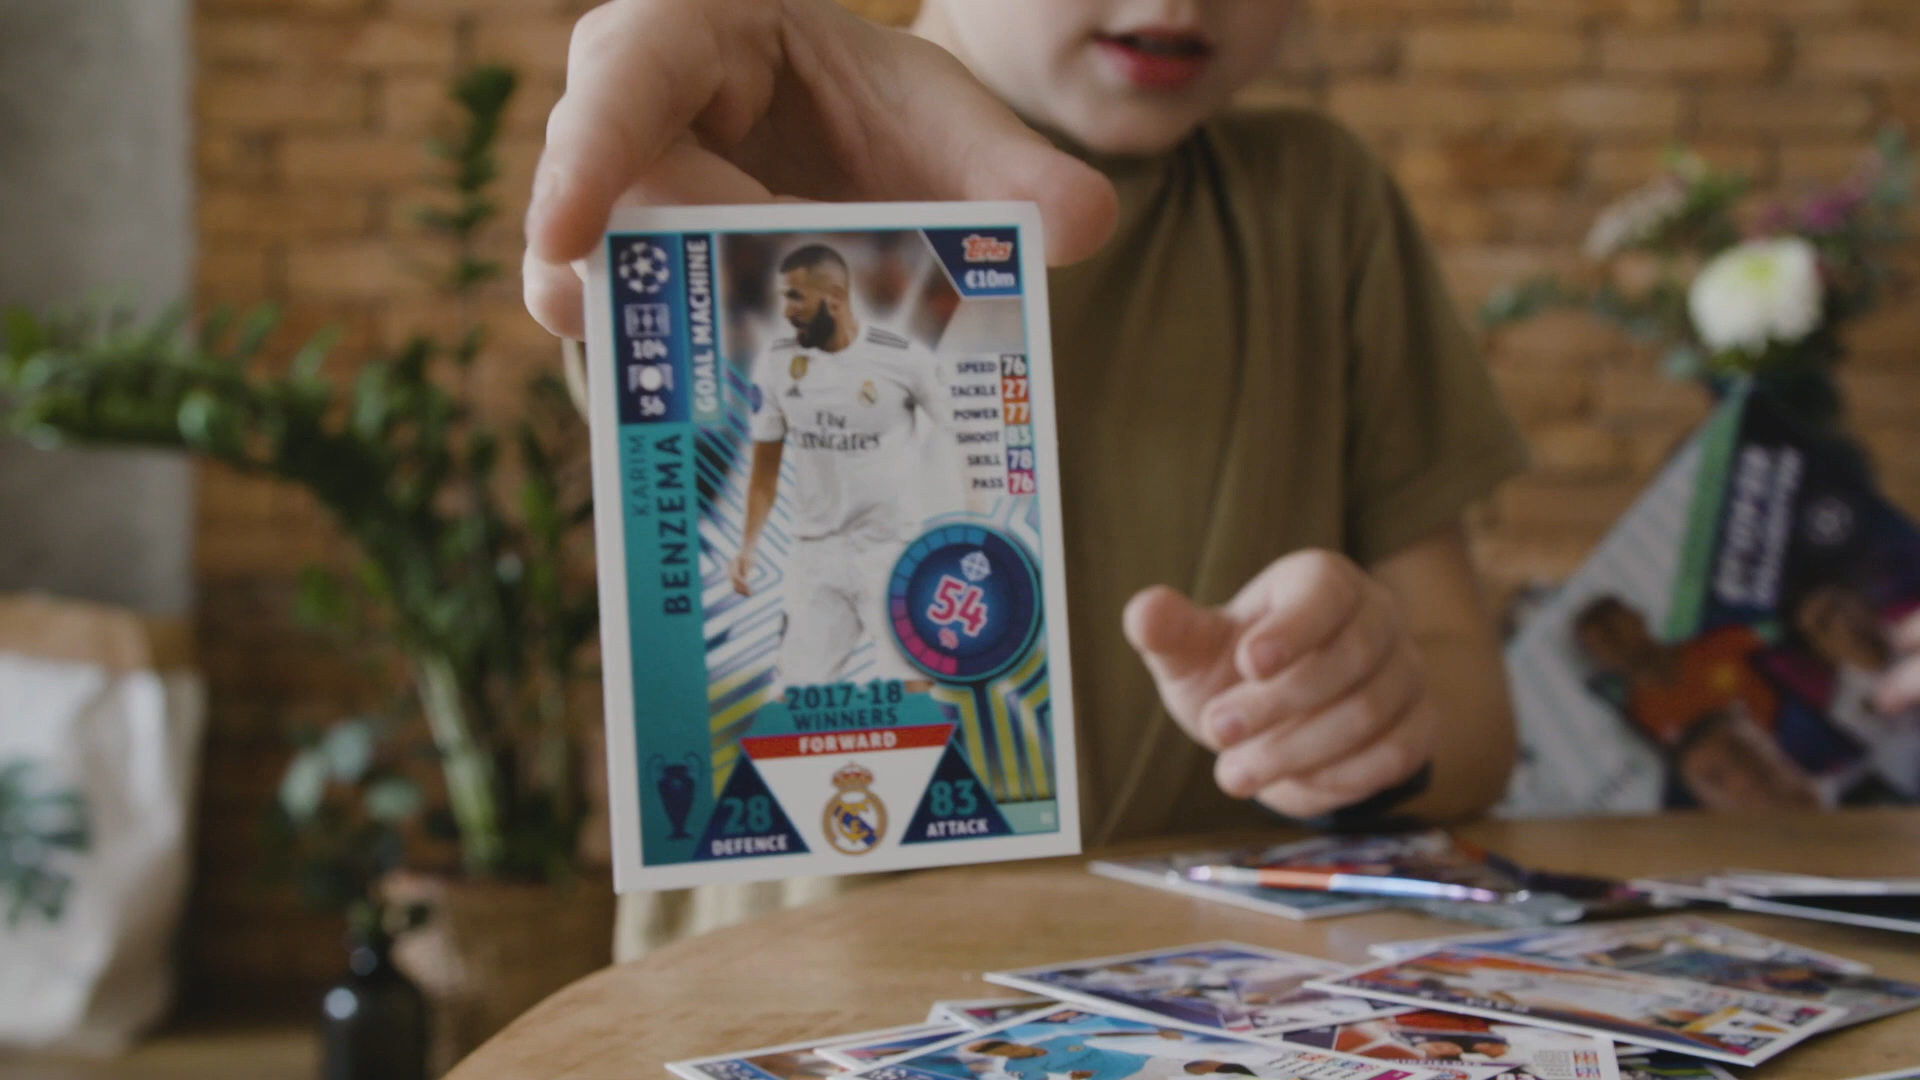 GOAL MACHINE
104
56
KARIM
BENZEMA
Topps
€10m
SPEED 76
TACKLE 27
POWER 77
SHOOT 83
SKILL 78
PASS 76
Fly
Emirates
54
2017-18
WINNERS
FORWARD
28
DEFENCE
83
ATTACK